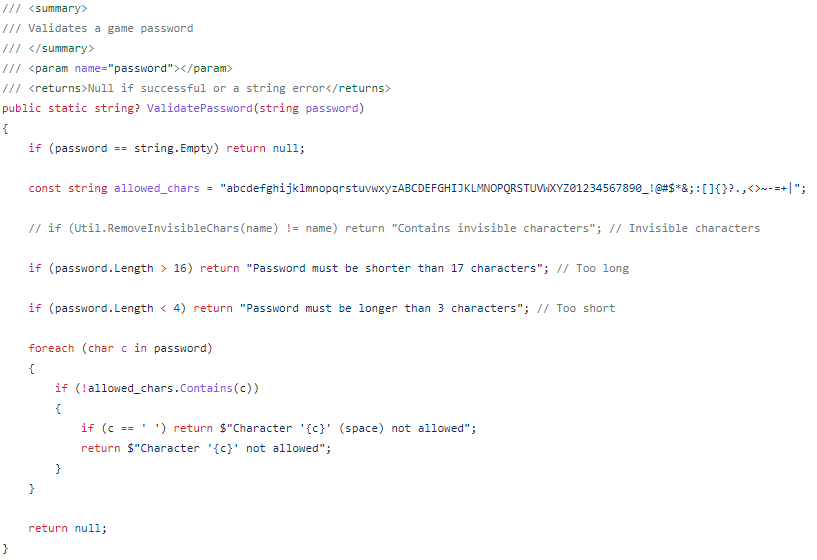 /// <summary>
/// Validates a game password
/// </summary>
/// <param name="password"></param>
/// <returns>Null if successful or a string error</returns>
public static string? ValidatePassword(string password)
{
    if (password == string.Empty) return null;

    const string allowed_chars = "abcdefghijklmnopqrstuvwxyzABCDEFGHIJKLMNOPQRSTUVWXYZ01234567890_!@#$*&;:[]{}?.,<>~-=+|";

    // if (Util.RemoveInvisibleChars(name) != name) return "Contains invisible characters"; // Invisible characters

    if (password.Length > 16) return "Password must be shorter than 17 characters"; // Too long

    if (password.Length < 4) return "Password must be longer than 3 characters"; // Too short

    foreach (char c in password)
    {
        if (!allowed_chars.Contains(c))
        {
            if (c == ' ') return $"Character '{c}' (space) not allowed";
            return $"Character '{c}' not allowed";
        }
    }

    return null;
}